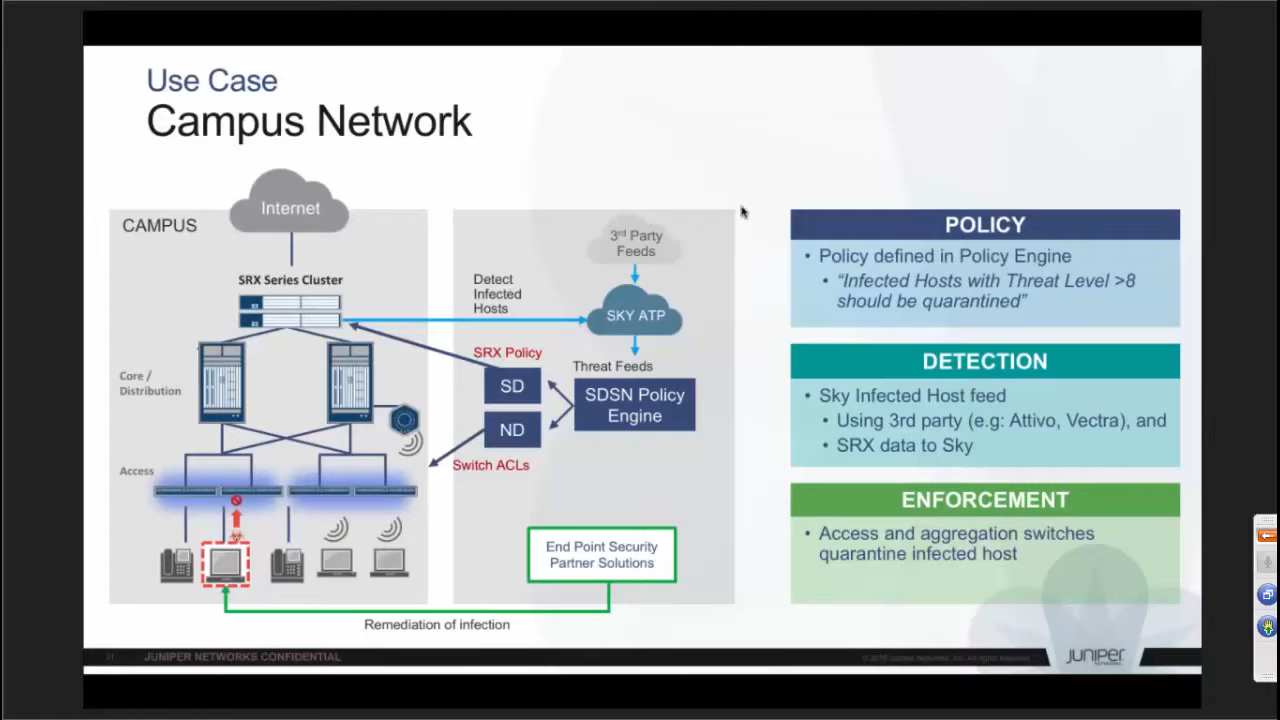 Use Case
Campus Network
Internet
CAMPUS
SRX Series Cluster
Core /
Distribution
Access
3rd Party
Feeds
Detect
Infected
Hosts
SKY ATP
SRX Policy
Threat Feeds
SD
SDSN Policy
Engine
ND
Switch ACLs
End Point Security
Partner Solutions
Remediation of infection
POLICY
• Policy defined in Policy Engine
• “Infected Hosts with Threat Level >8
should be quarantined”
DETECTION
• Sky Infected Host feed
• Using 3rd party (e.g: Attivo, Vectra), and
• SRX data to Sky
ENFORCEMENT
• Access and aggregation switches
quarantine infected host
JUNIPER NETWORKS CONFIDENTIAL
JUNIPER
NETWORKS